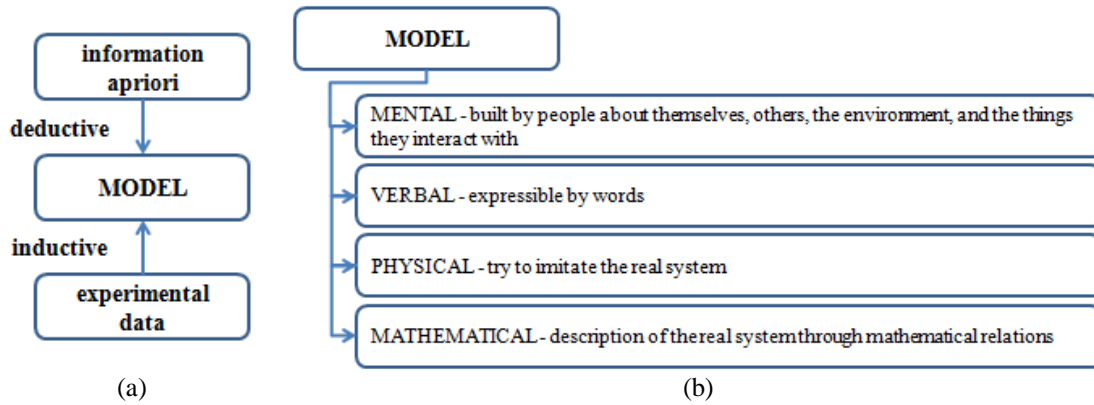 information
apriori
deductive
MODEL
inductive
experimental
data
(a)
MODEL
MENTAL - built by people about themselves, others, the environment, and the things
they interact with
VERBAL - expressible by words
PHYSICAL - try to imitate the real system
MATHEMATICAL - description of the real system through mathematical relations
(b)